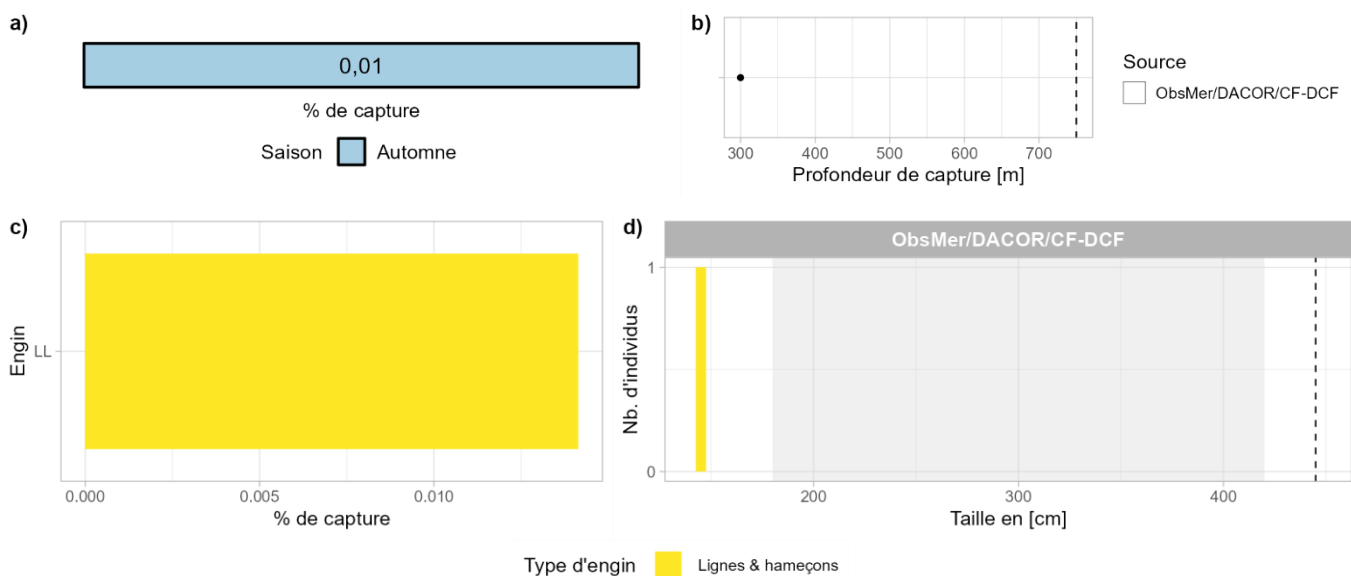 a)
0,01
% de capture
Saison Automne
b)
300 400 500 600 700
Profondeur de capture [m]
Source
ObsMer/DACOR/CF-DCF
c)
Engin
LL
0.000 0.005 0.010
% de capture
d)
ObsMer/DACOR/CF-DCF
Nb. d'individus
1
0
200 300 400
Taille en [cm]
Type d'engin Lignes & hameçons